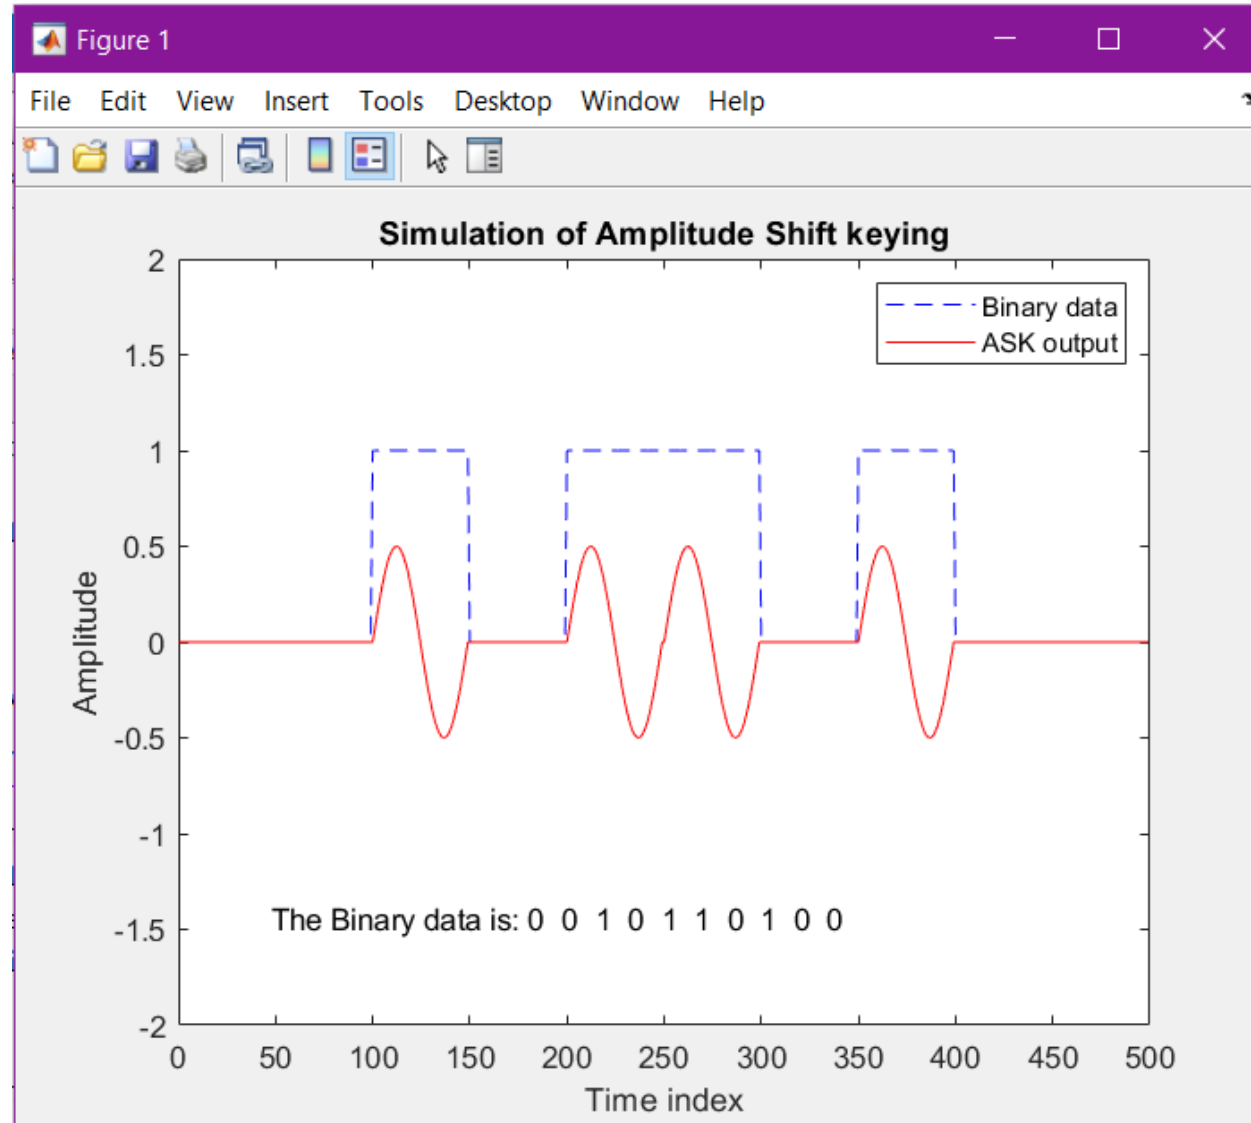 Figure 1
File Edit View Insert Tools Desktop Window Help
Simulation of Amplitude Shift keying
Binary data
ASK output
2
1.5
1
0.5
0
-0.5
-1
-1.5
-2
Amplitude
The Binary data is: 0 0 1 0 1 1 0 1 0 0
0 50 100 150 200 250 300 350 400 450 500
Time index